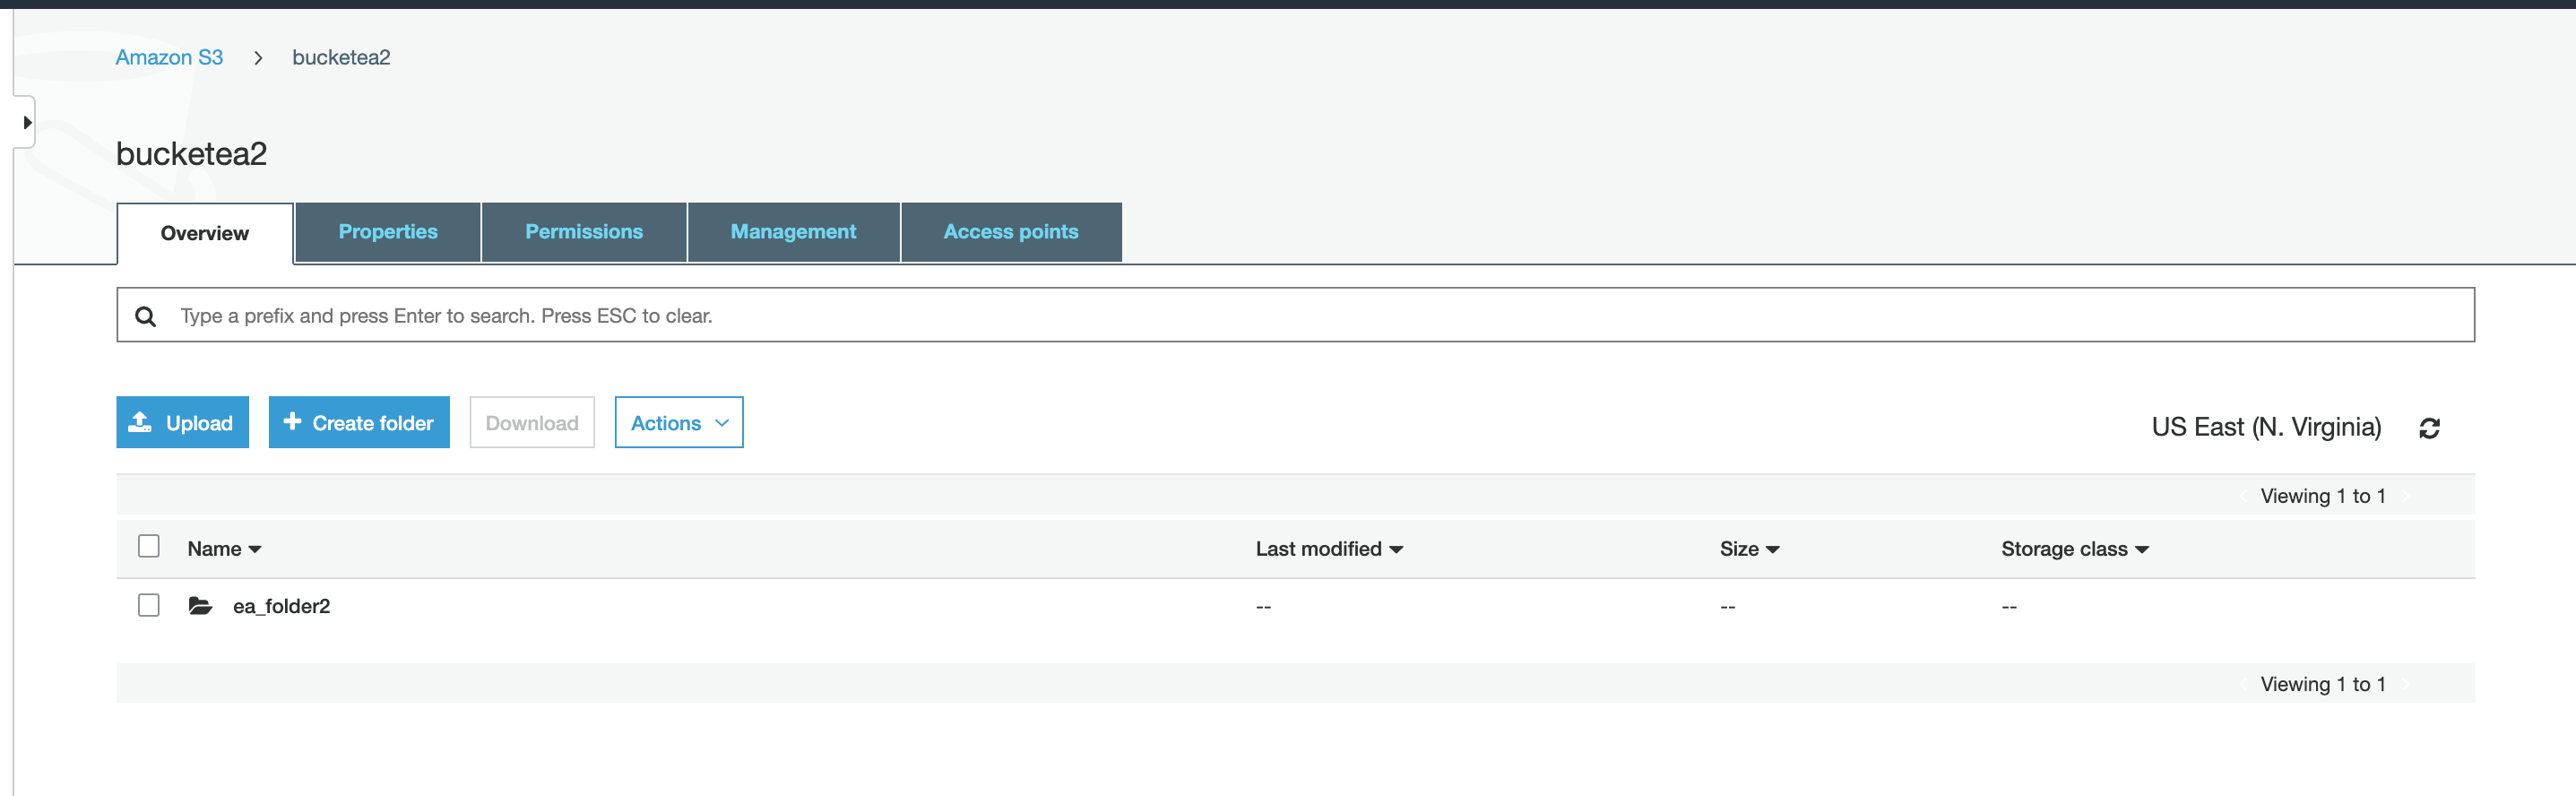 Amazon S3 > bucketea2
bucketea2
Overview Properties Permissions Management Access points
Type a prefix and press Enter to search. Press ESC to clear.
Upload + Create folder Download Actions US East (N. Virginia)
Viewing 1 to 1
Name Last modified Size Storage class
ea_folder2 -- -- --
Viewing 1 to 1